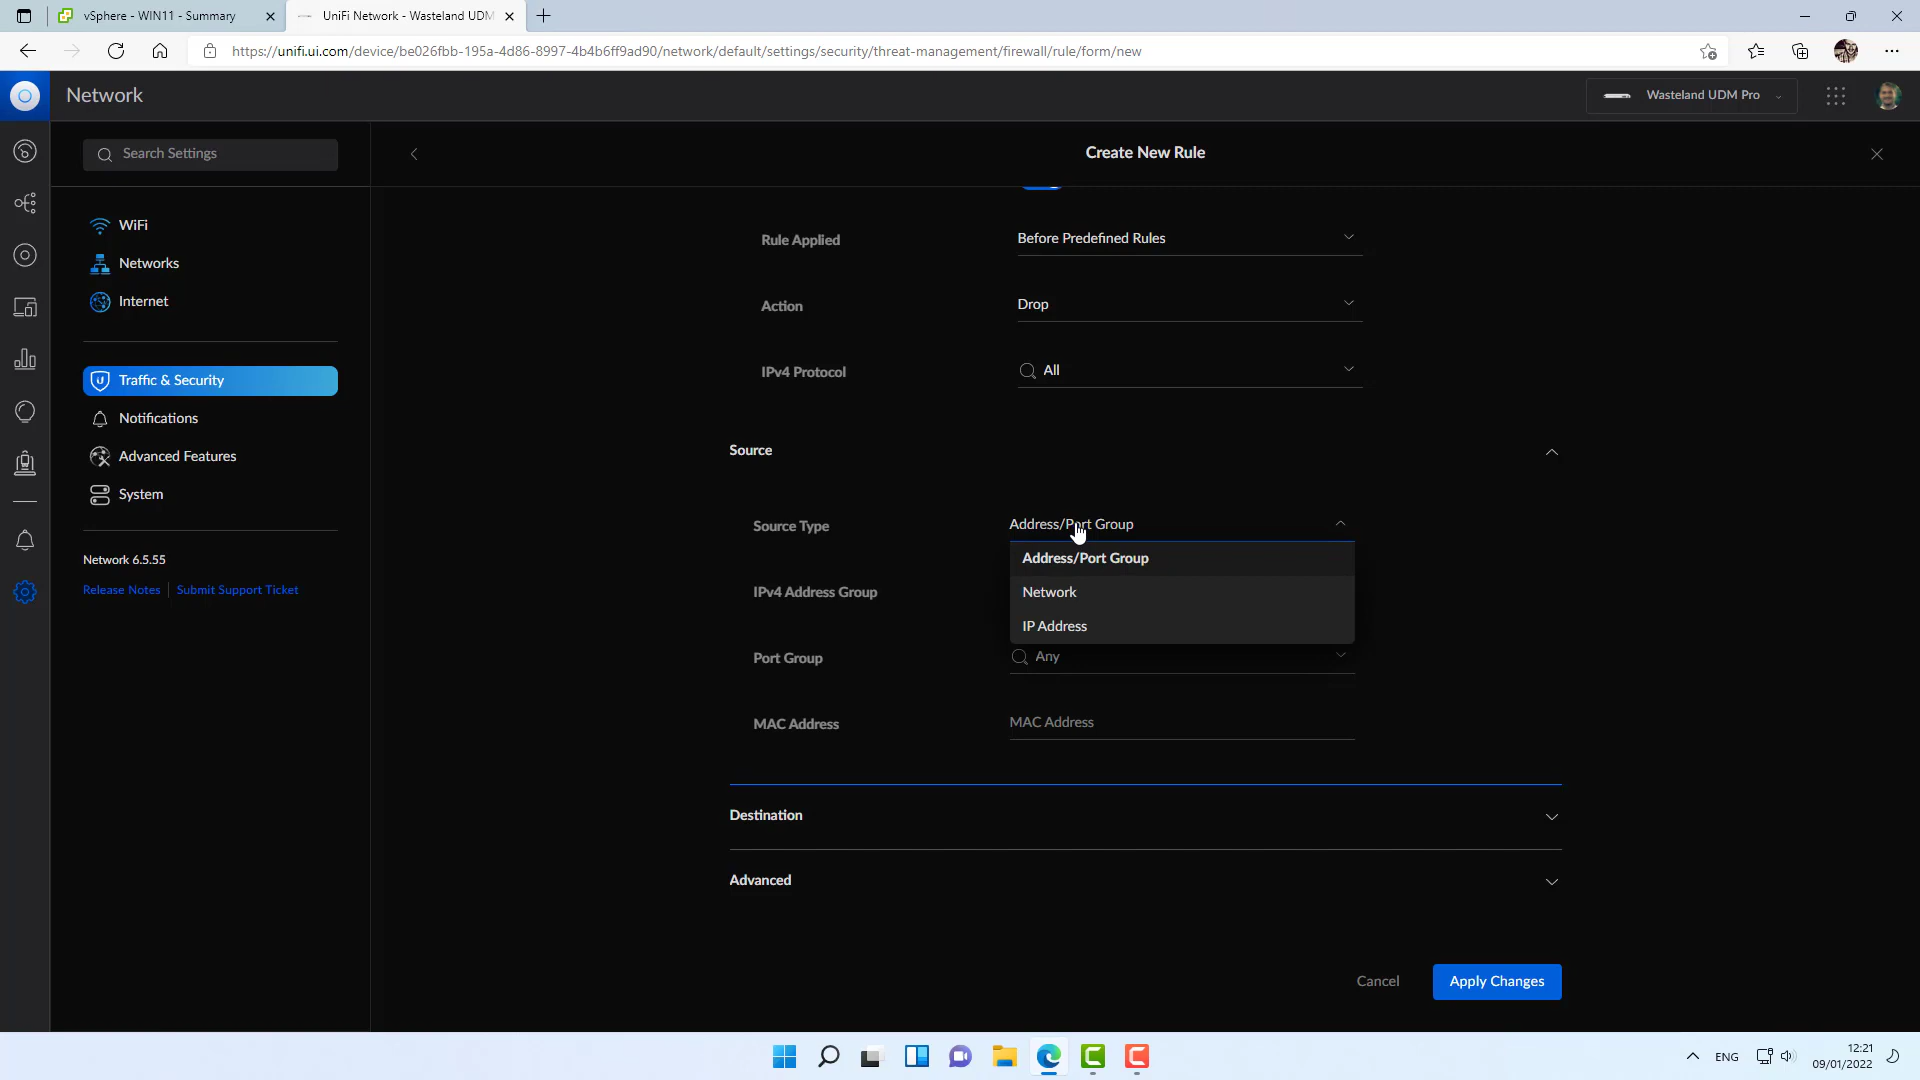 vSphere - WIN11 - Summary
UniFi Network - Wasteland UDM
https://unifi.ui.com/device/be026fbb-195a-4d86-8997-4b4b6ff9ad90/network/default/settings/security/threat-management/firewall/rule/form/new
Network
Wasteland UDM Pro
Search Settings
Create New Rule
WiFi
Networks
Internet
Traffic & Security
Notifications
Advanced Features
System
Network 6.5.55
Release Notes
Submit Support Ticket
Rule Applied
Before Predefined Rules
Action
Drop
IPv4 Protocol
All
Source
Source Type
Address/Port Group
Address/Port Group
Network
IP Address
IPv4 Address Group
Port Group
Any
MAC Address
MAC Address
Destination
Advanced
Cancel
Apply Changes
ENG
12:21
09/01/2022